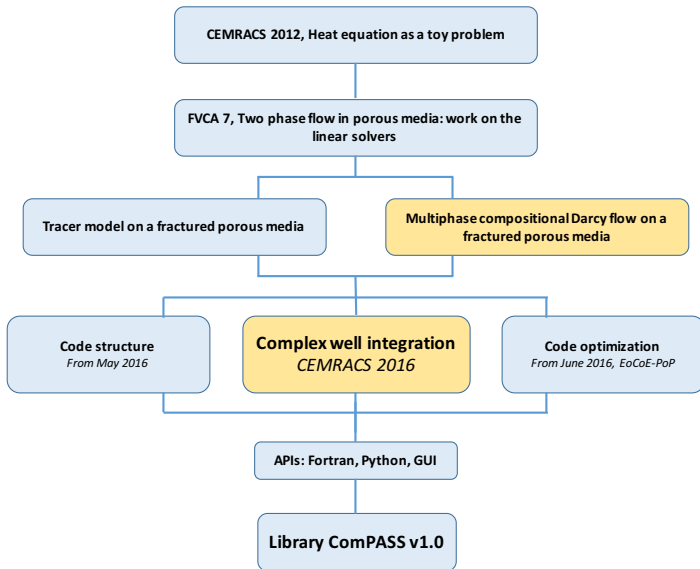 CEMRACS 2012, Heat equation as a toy problem
FVCA 7, Two phase flow in porous media: work on the
linear solvers
Tracer model on a fractured porous media
Multiphase compositional Darcy flow on a
fractured porous media
Code structure
From May 2016
Complex well integration
CEMRACS 2016
Code optimization
From June 2016, EoCoE-PoP
APIs: Fortran, Python, GUI
Library ComPASS v1.0